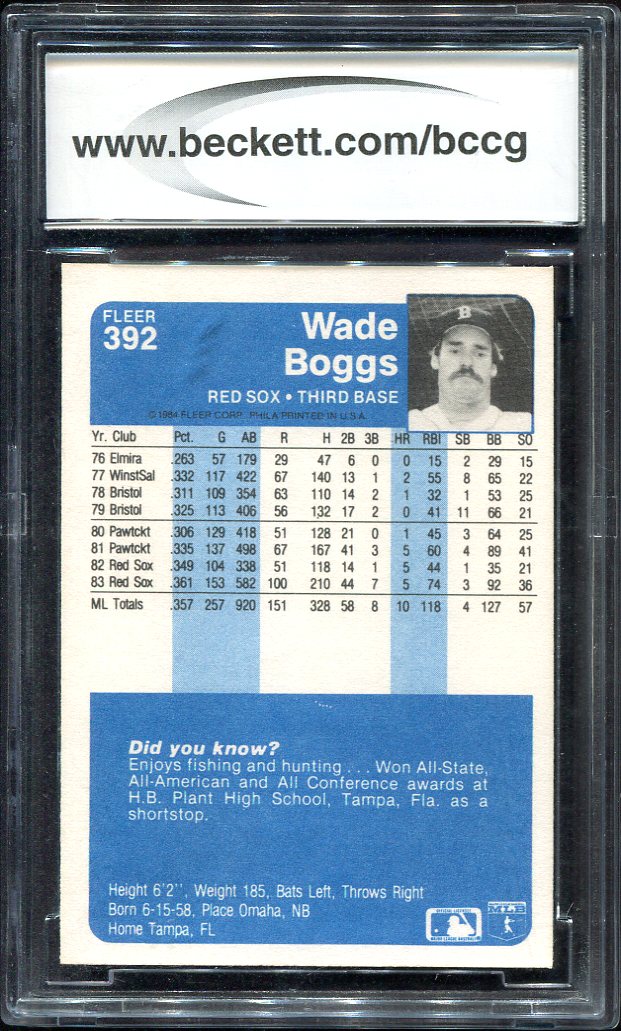 www.beckett.com/bccg
FLEER
392
Wade
Boggs
B
RED SOX • THIRD BASE
© 1984 FLEER CORP. PHILA PRINTED IN U.S.A.
Yr. Club Pct. G AB R H 2B 3B HR RBI SB BB SO
76 Elmira .263 57 179 29 47 6 0 0 15 2 29 15
77 WinstSal .332 117 422 67 140 13 1 2 55 8 65 22
78 Bristol .311 109 354 63 110 14 2 1 32 1 53 25
79 Bristol .325 113 406 56 132 17 2 0 41 11 66 21
80 Pawtckt .306 129 418 51 128 21 0 1 45 3 64 25
81 Pawtckt .335 137 498 67 167 41 3 5 60 4 89 41
82 Red Sox .349 104 338 51 118 14 1 5 44 1 35 21
83 Red Sox .361 153 582 100 210 44 7 5 74 3 92 36
ML Totals .357 257 920 151 328 58 8 10 118 4 127 57
Did you know?
Enjoys fishing and hunting . . . Won All-State,
All-American and All Conference awards at
H.B. Plant High School, Tampa, Fla. as a
shortstop.
Height 6'2'', Weight 185, Bats Left, Throws Right
Born 6-15-58, Place Omaha, NB
Home Tampa, FL
OFFICIAL LICENSEE
MAJOR LEAGUE BASEBALL
MLB